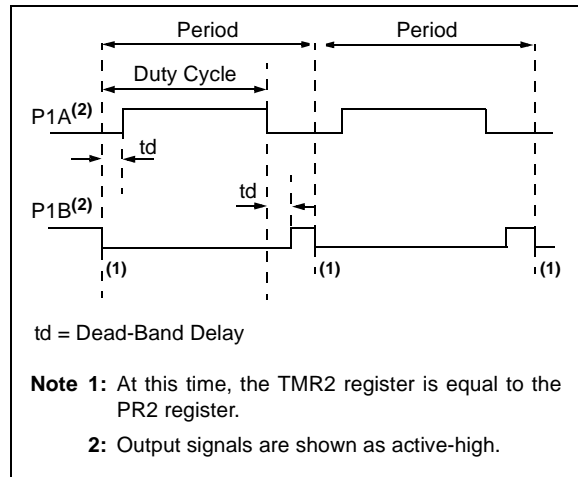 Period Period
Duty Cycle
P1A(2)
td
td
P1B(2)
(1) (1) (1)
td = Dead-Band Delay
Note 1: At this time, the TMR2 register is equal to the
PR2 register.
2: Output signals are shown as active-high.